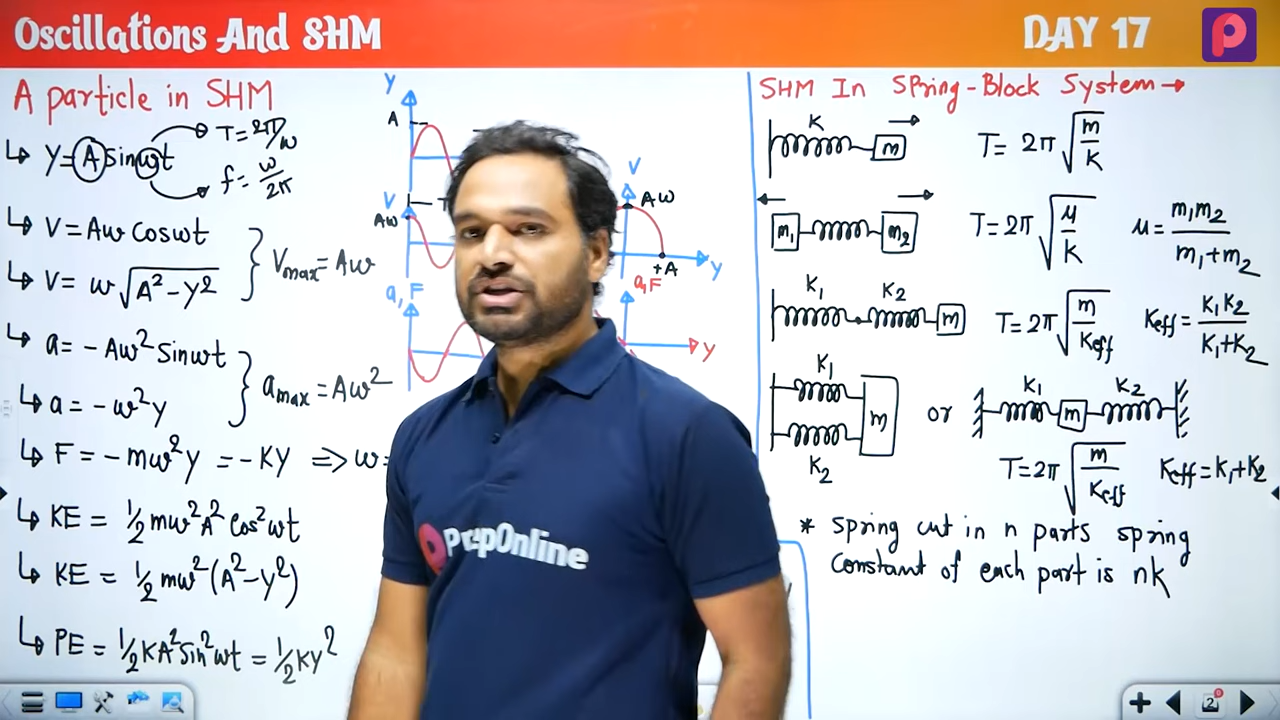 Oscillations And SHM
DAY 17
A particle in SHM
↳ Y = A sin ωt
T = 2π/ω
f = ω/2π
↳ V = Aω Cosωt
↳ V = ω√(A²-Y²)
Vmax = Aω
↳ a = -Aω² Sinωt
↳ a = -ω²y
amax = Aω²
↳ F = -mω²y = -KY ⇒ ω=
↳ KE = ½mω²A² Cos²ωt
↳ KE = ½mω²(A²-Y²)
↳ PE = ½KA²Sin²ωt = ½KY²
Y
A
V
Aω
a, F
V
Aω
Y
+A
a,F
Y
PrepOnline
SHM In Spring-Block System →
K
m
T = 2π√(m/K)
m₁
m₂
T = 2π√(μ/K)
μ = m₁m₂/(m₁+m₂)
K₁
K₂
m
T = 2π√(m/Keff)
Keff = K₁K₂/(K₁+K₂)
K₁
m
K₂
or
K₁
m
K₂
T = 2π√(m/Keff)
Keff = K₁+K₂
* Spring cut in n parts spring
Constant of each part is nk
2